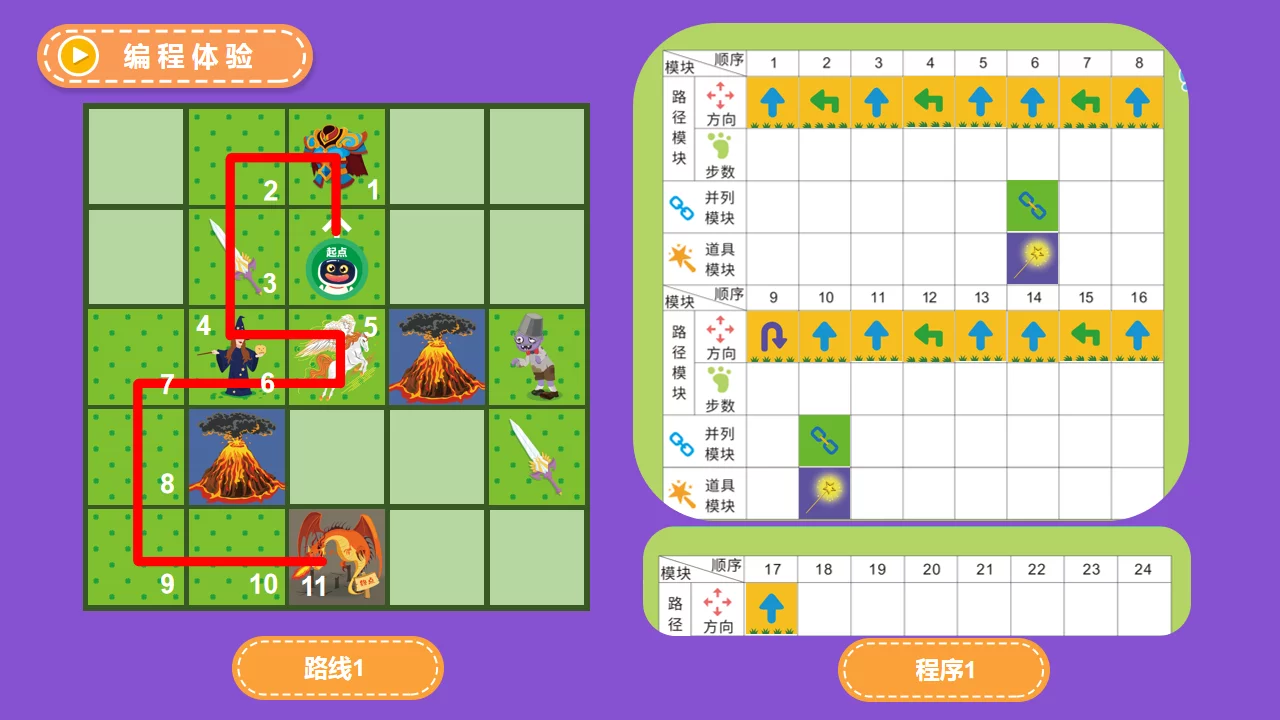 编程体验
2
1
起点
3
4
5
7
6
8
9
10
11
终点
路线1
模块 顺序 1 2 3 4 5 6 7 8
路径模块
方向
步数
并列模块
道具模块
模块 顺序 9 10 11 12 13 14 15 16
路径模块
方向
步数
并列模块
道具模块
模块 顺序 17 18 19 20 21 22 23 24
路径
方向
程序1